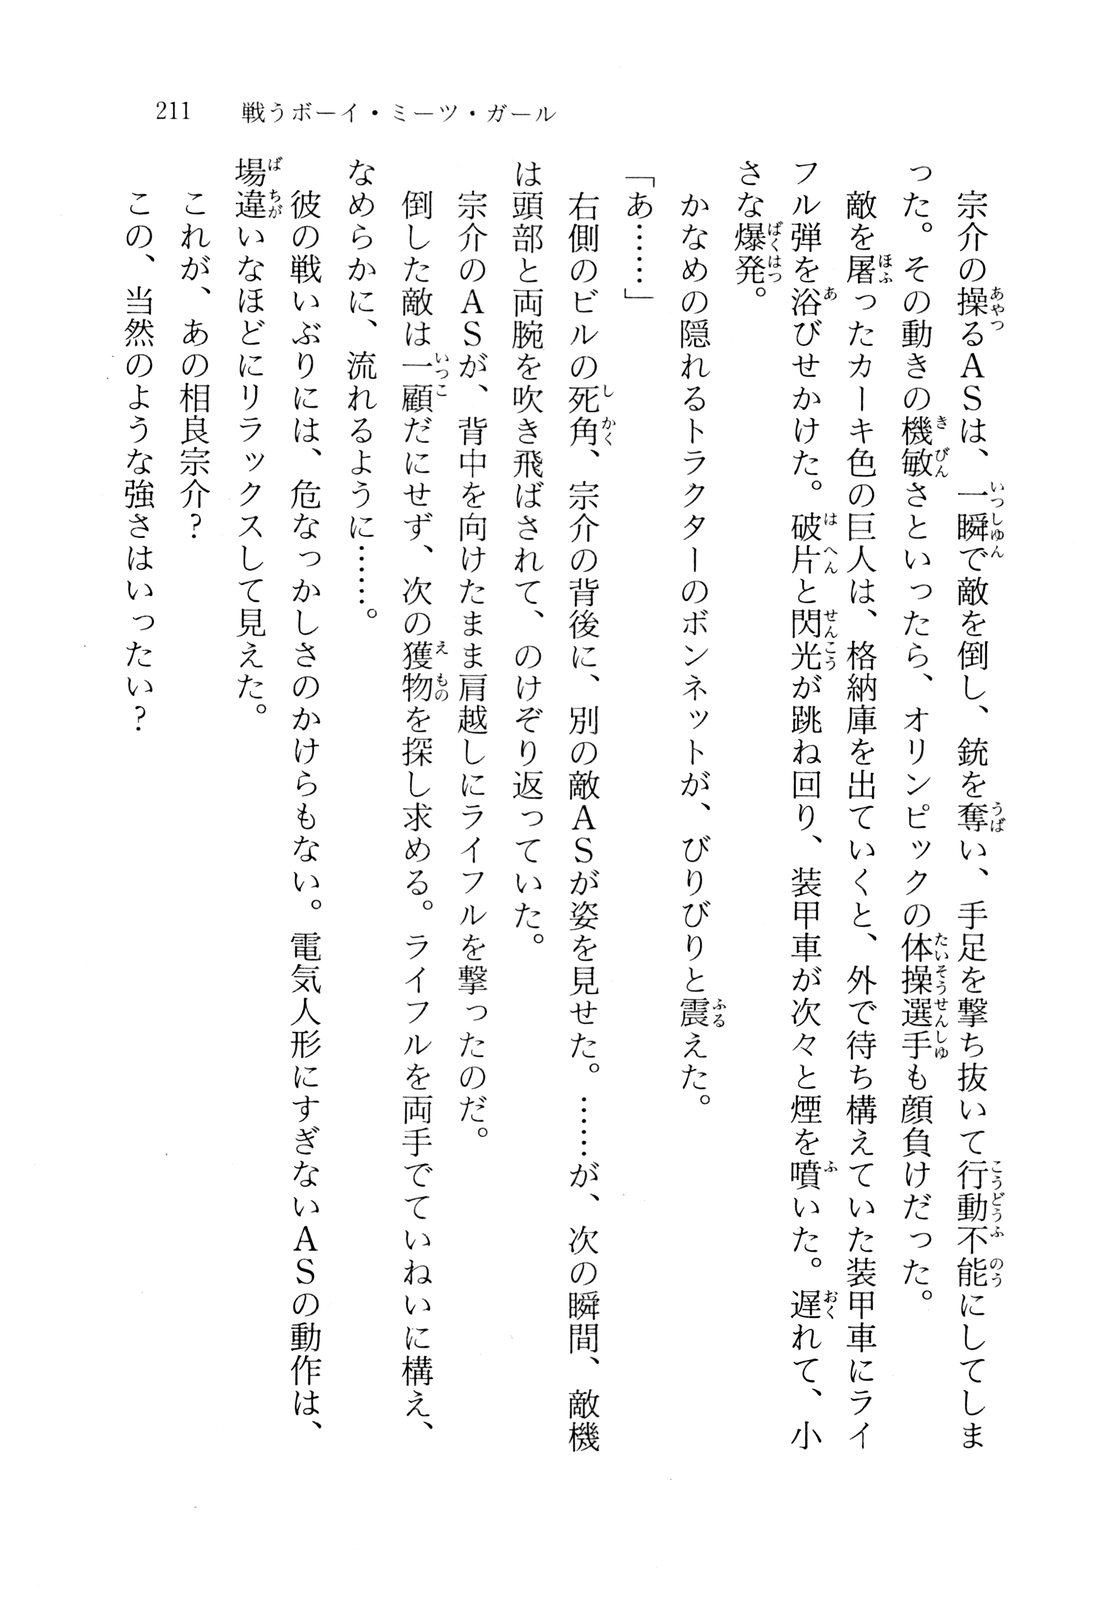 211　戦うボーイ・ミーツ・ガール
　宗介の操るＡＳは、一瞬で敵を倒し、銃を奪い、手足を撃ち抜いて行動不能にしてしま
った。その動きの機敏さといったら、オリンピックの体操選手も顔負けだった。
　敵を屠ったカーキ色の巨人は、格納庫を出ていくと、外で待ち構えていた装甲車にライ
フル弾を浴びせかけた。破片と閃光が跳ね回り、装甲車が次々と煙を噴いた。遅れて、小
さな爆発。
　かなめの隠れるトラクターのボンネットが、びりびりと震えた。
「あ……」
　右側のビルの死角、宗介の背後に、別の敵ＡＳが姿を見せた。……が、次の瞬間、敵機
は頭部と両腕を吹き飛ばされて、のけぞり返っていた。
　宗介のＡＳが、背中を向けたまま肩越しにライフルを撃ったのだ。
　倒した敵は一顧だにせず、次の獲物を探し求める。ライフルを両手でていねいに構え、
なめらかに、流れるように……。
　彼の戦いぶりには、危なっかしさのかけらもない。電気人形にすぎないＡＳの動作は、
場違いなほどにリラックスして見えた。
　これが、あの相良宗介？
　この、当然のような強さはいったい？